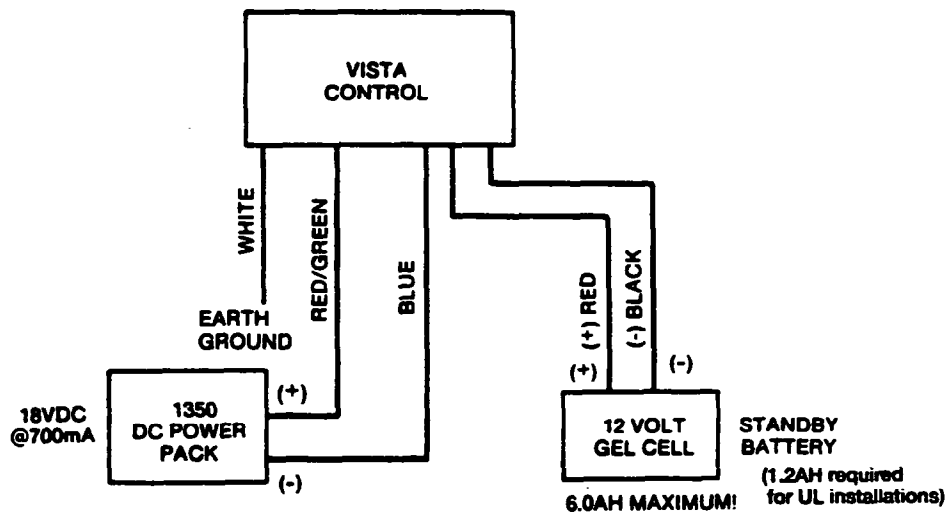 VISTA
CONTROL
WHITE
RED/GREEN
BLUE
(+) RED
(-) BLACK
EARTH
GROUND
(+)
(-)
(+)
(-)
18VDC
@700mA
1350
DC POWER
PACK
12 VOLT
GEL CELL
STANDBY
BATTERY
(1.2AH required
for UL installations)
6.0AH MAXIMUM!